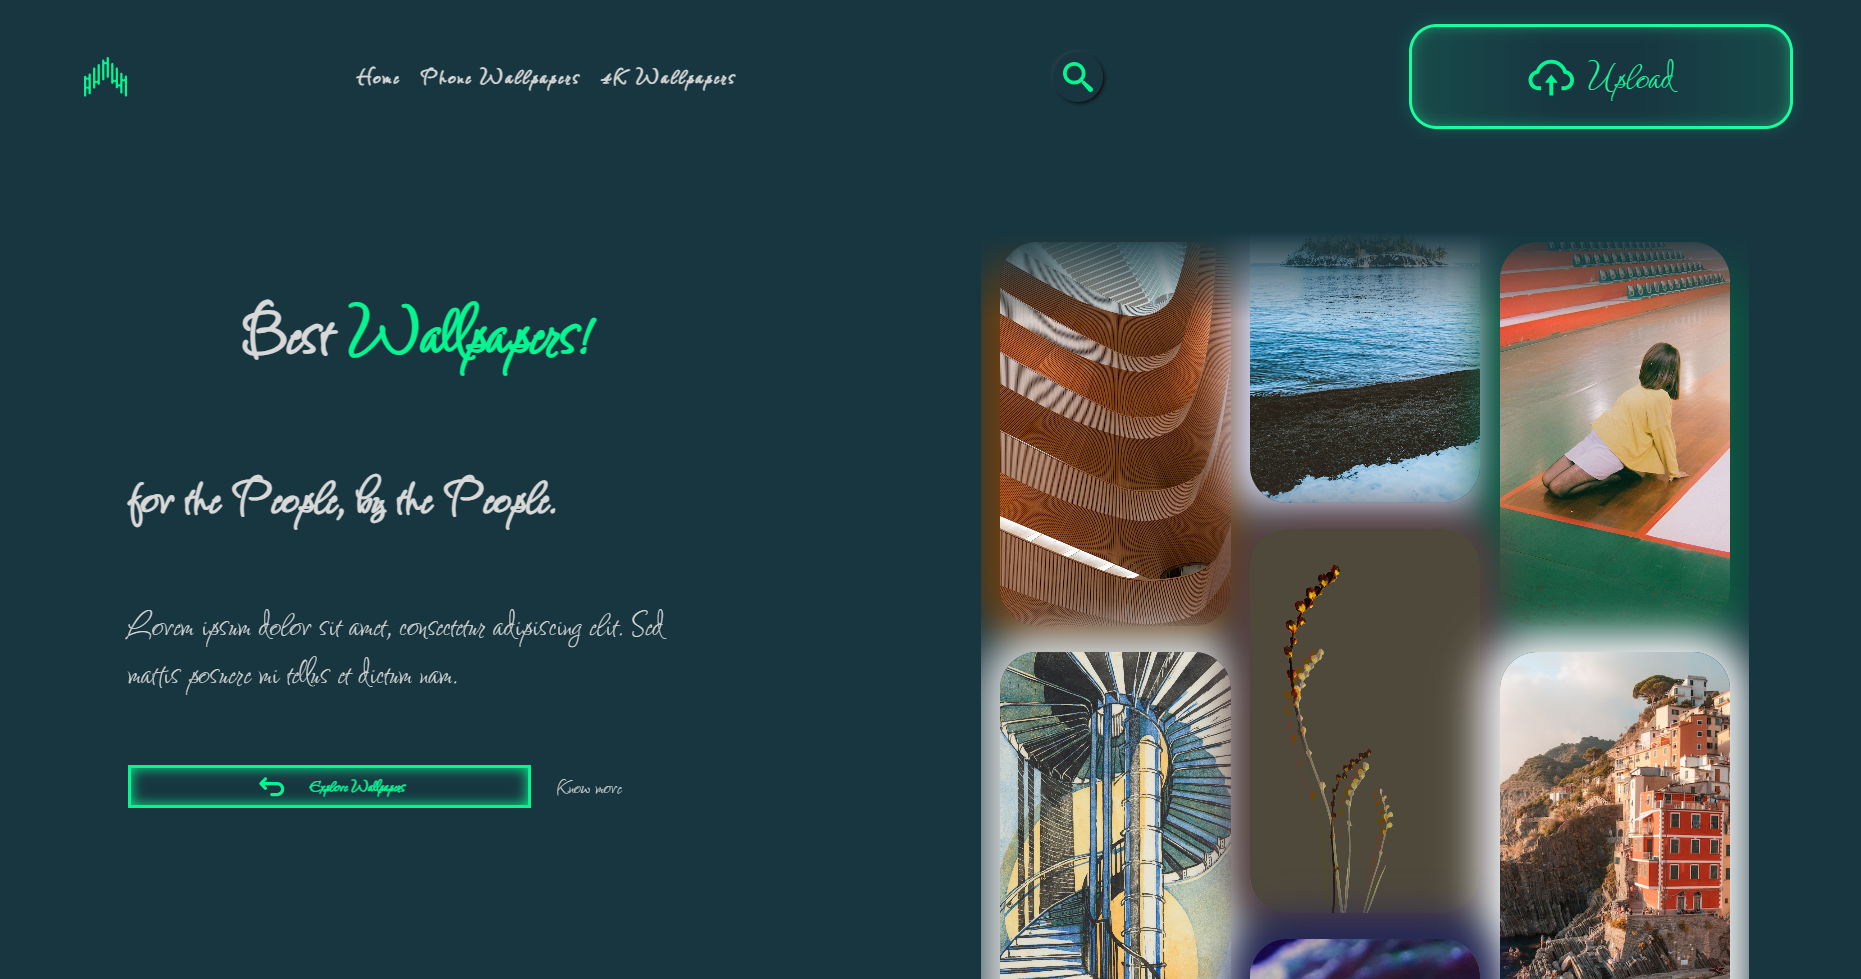 Home Phone Wallpapers 4K Wallpapers
Upload
Best Wallpapers!
for the People, by the People.
Lorem ipsum dolor sit amet, consectetur adipiscing elit. Sed
mattis posuere mi tellus et dictum nam.
Explore Wallpapers
Know more